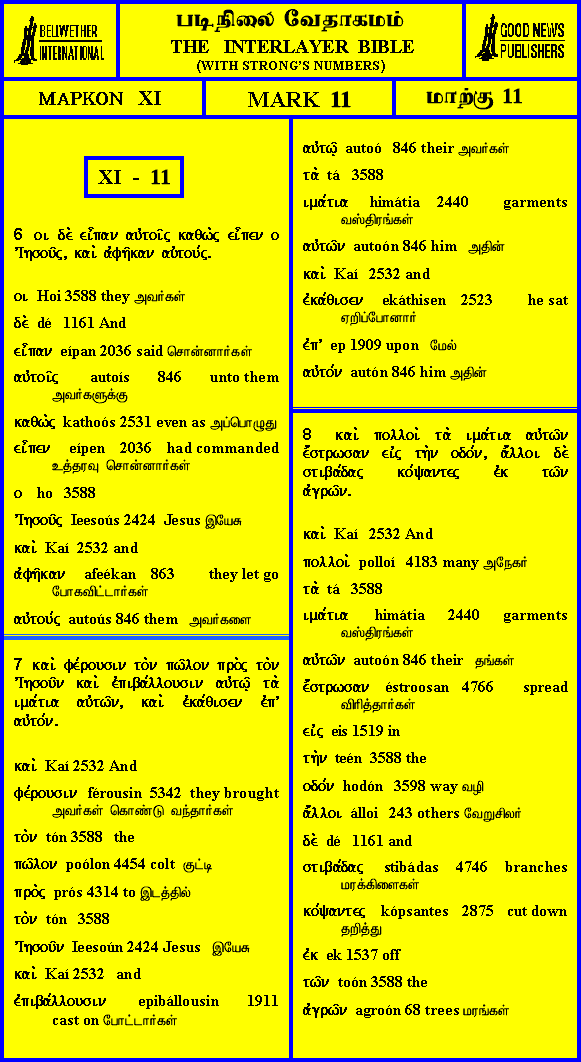 BELLWETHER
INTERNATIONAL
படிநிலை வேதாகமம்
THE INTERLAYER BIBLE
(WITH STRONG'S NUMBERS)
GOOD NEWS
PUBLISHERS
ΜΑΡΚΟΝ XI
MARK 11
மாற்கு 11
XI - 11
6 οι δὲ εἶπαν αὐτοῖς καθὼς εἶπεν ο
Ἰησοῦς, καὶ ἀφῆκαν αὐτούς.
οι Hoi 3588 they அவர்கள்
δὲ dé 1161 And
εἶπαν eípan 2036 said சொன்னார்கள்
αὐτοῖς autoís 846 unto them
அவர்களுக்கு
καθὼς kathoós 2531 even as அப்பொழுது
εἶπεν eípen 2036 had commanded
உத்தரவு சொன்னார்கள்
ο ho 3588
Ἰησοῦς Ieesoús 2424 Jesus இயேசு
καὶ Kaí 2532 and
ἀφῆκαν afeékan 863 they let go
போகவிட்டார்கள்
αὐτούς autoús 846 them அவர்களை
7 καὶ φέρουσιν τὸν πῶλον πρὸς τὸν
Ἰησοῦν καὶ ἐπιβάλλουσιν αὐτῷ τὰ
ιμάτια αὐτῶν, καὶ ἐκάθισεν ἐπ'
αὐτόν.
καὶ Kaí 2532 And
φέρουσιν férousin 5342 they brought
அவர்கள் கொண்டு வந்தார்கள்
τὸν tón 3588 the
πῶλον poólon 4454 colt குட்டி
πρὸς prós 4314 to இடத்தில்
τὸν tón 3588
Ἰησοῦν Ieesoún 2424 Jesus இயேசு
καὶ Kaí 2532 and
ἐπιβάλλουσιν epibállousin 1911
cast on போட்டார்கள்
αὐτῷ autoó 846 their அவர்கள்
τὰ tá 3588
ιμάτια himátia 2440 garments
வஸ்திரங்கள்
αὐτῶν autoón 846 him அதின்
καὶ Kaí 2532 and
ἐκάθισεν ekáthisen 2523 he sat
ஏறிப்போனார்
ἐπ' ep 1909 upon மேல்
αὐτόν autón 846 him அதின்
8 καὶ πολλοὶ τὰ ιμάτια αὐτῶν
ἔστρωσαν εἰς τὴν οδόν, ἄλλοι δὲ
στιβάδας κόψαντες ἐκ τῶν
ἀγρῶν.
καὶ Kaí 2532 And
πολλοὶ polloí 4183 many அநேகர்
τὰ tá 3588
ιμάτια himátia 2440 garments
வஸ்திரங்கள்
αὐτῶν autoón 846 their தங்கள்
ἔστρωσαν éstroosan 4766 spread
விரித்தார்கள்
εἰς eis 1519 in
τὴν teén 3588 the
οδόν hodón 3598 way வழி
ἄλλοι álloi 243 others வேறுசிலர்
δὲ dé 1161 and
στιβάδας stibádas 4746 branches
மரக்கிளைகள்
κόψαντες kópsantes 2875 cut down
தறித்து
ἐκ ek 1537 off
τῶν toón 3588 the
ἀγρῶν agroón 68 trees மரங்கள்